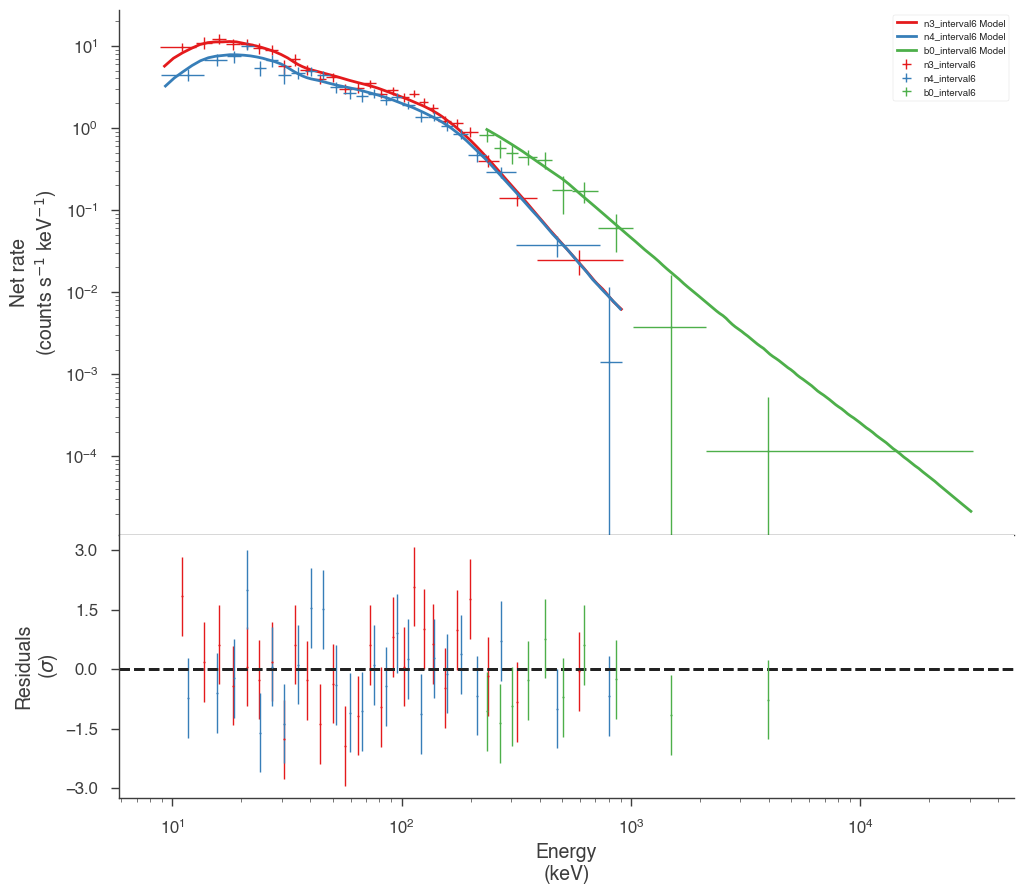 n3_interval6 Model
n4_interval6 Model
b0_interval6 Model
n3_interval6
n4_interval6
b0_interval6
10¹
10⁰
10⁻¹
10⁻²
10⁻³
10⁻⁴
Net rate
(counts s⁻¹ keV⁻¹)
3.0
1.5
0.0
−1.5
−3.0
Residuals
(σ)
10¹ 10² 10³ 10⁴
Energy
(keV)